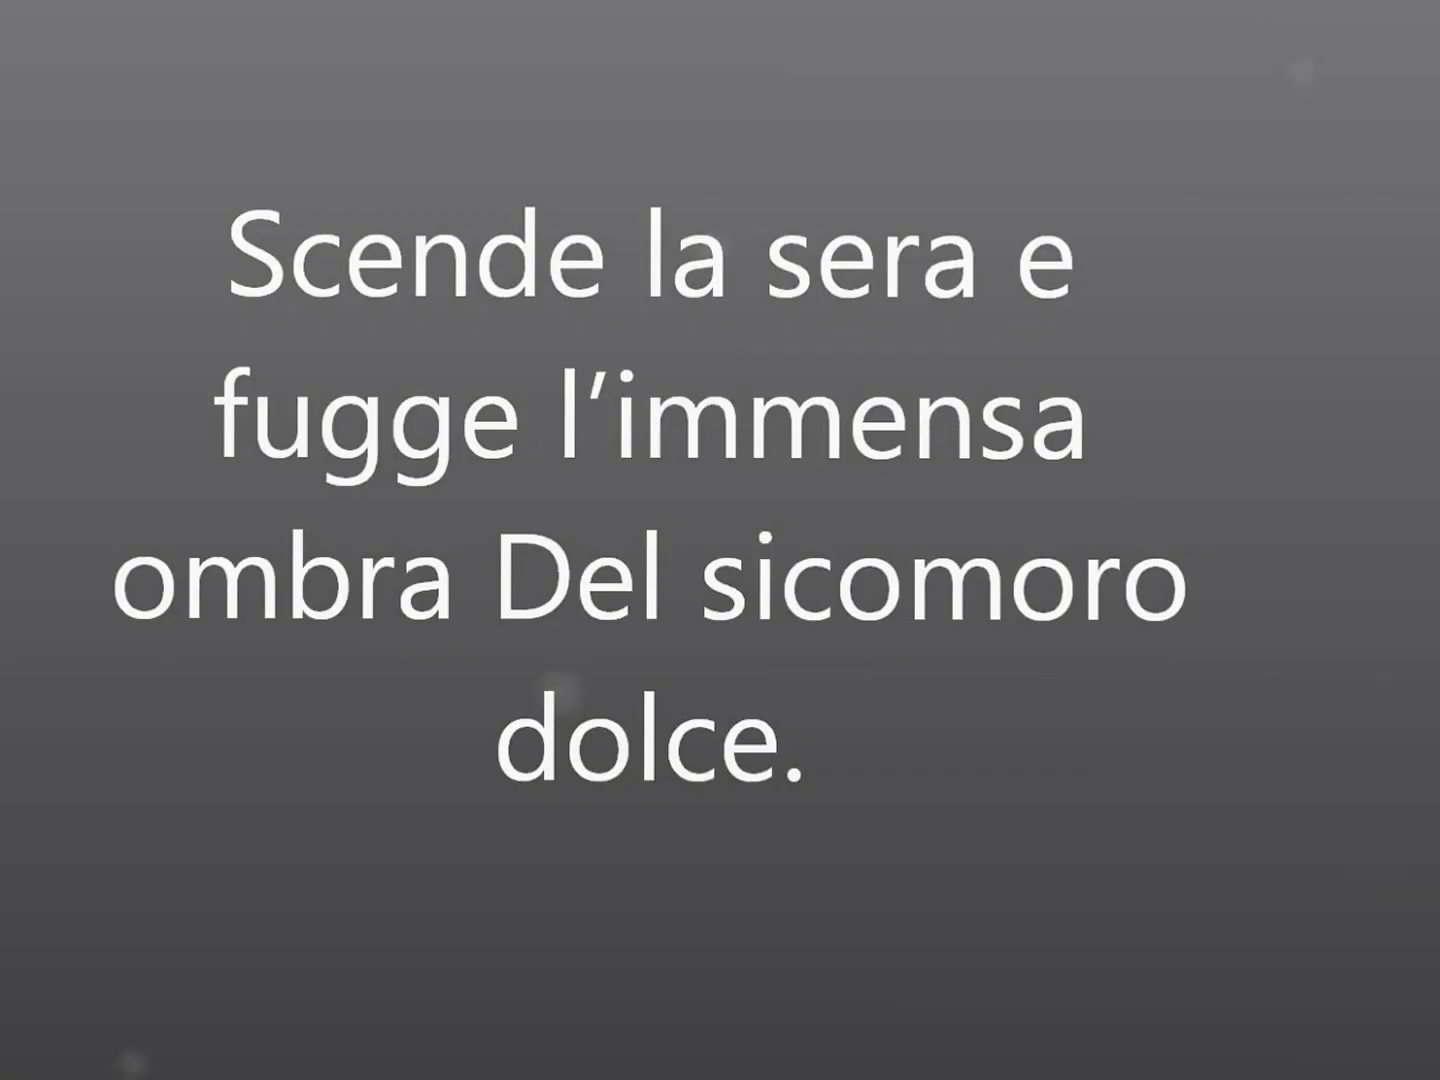 Scende la sera e
fugge l’immensa
ombra Del sicomoro
dolce.